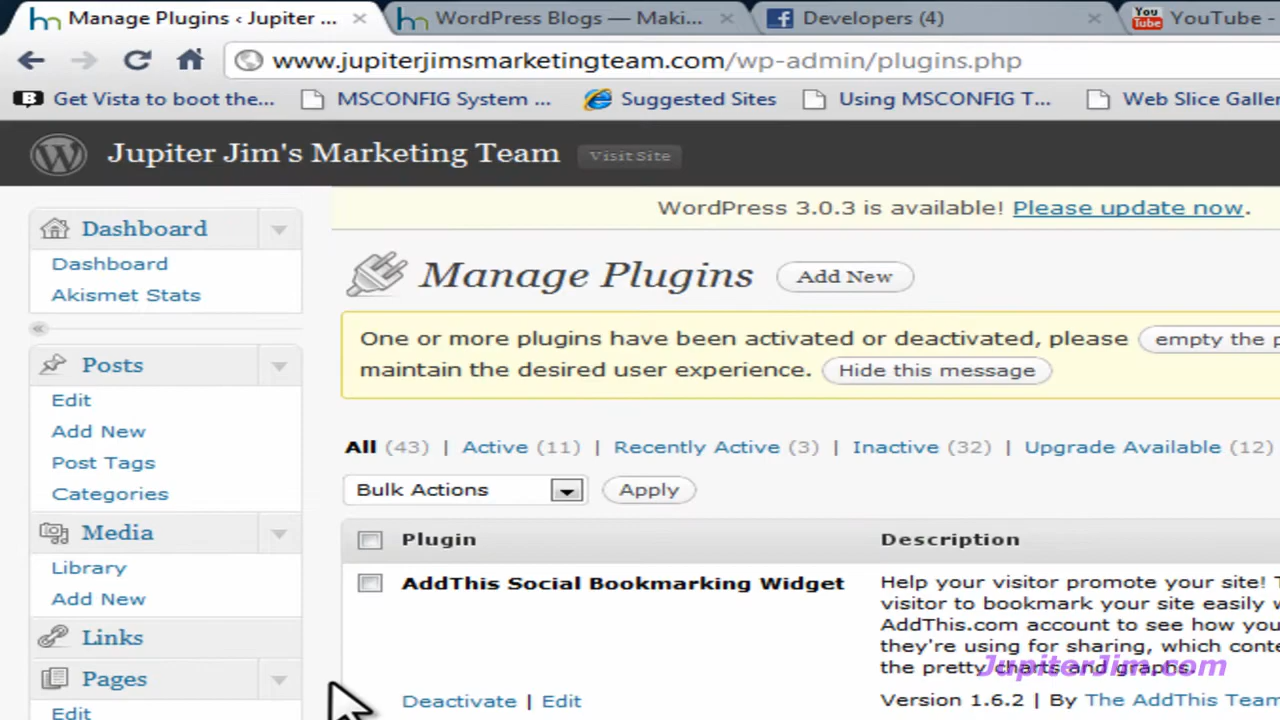 Manage Plugins ‹ Jupiter ...
WordPress Blogs — Maki...
Developers (4)
You Tube
YouTube -
www.jupiterjimsmarketingteam.com/wp-admin/plugins.php
Get Vista to boot the...
MSCONFIG System ...
Suggested Sites
Using MSCONFIG T...
Web Slice Galler
Jupiter Jim's Marketing Team
Visit Site
WordPress 3.0.3 is available! Please update now.
Dashboard
Dashboard
Akismet Stats
Posts
Edit
Add New
Post Tags
Categories
Media
Library
Add New
Links
Pages
Edit
Manage Plugins
Add New
One or more plugins have been activated or deactivated, please empty the p
maintain the desired user experience. Hide this message
All (43) | Active (11) | Recently Active (3) | Inactive (32) | Upgrade Available (12)
Bulk Actions
Apply
Plugin
Description
AddThis Social Bookmarking Widget
Deactivate | Edit
Help your visitor promote your site!
visitor to bookmark your site easily
AddThis.com account to see how you
they're using for sharing, which conte
the pretty charts and graphs.
JupiterJim.com
Version 1.6.2 | By The AddThis Team